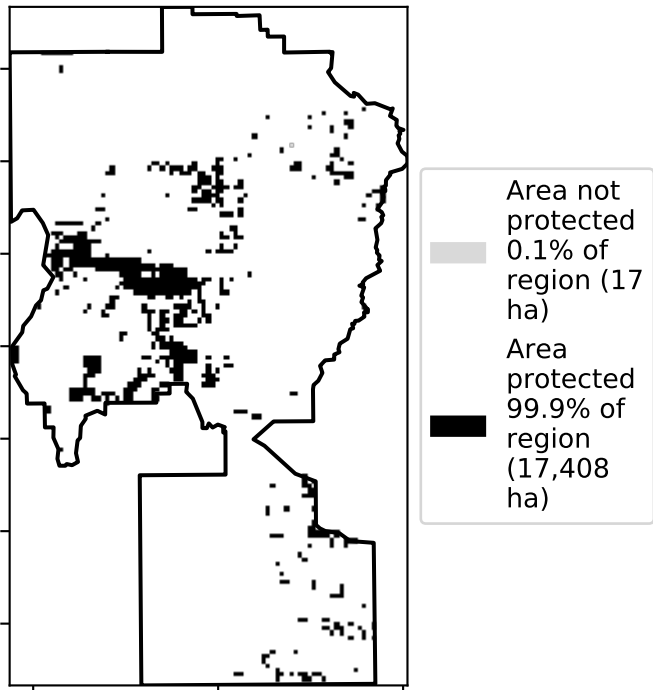 Area not
protected
0.1% of
region (17
ha)
Area
protected
99.9% of
region
(17,408
ha)